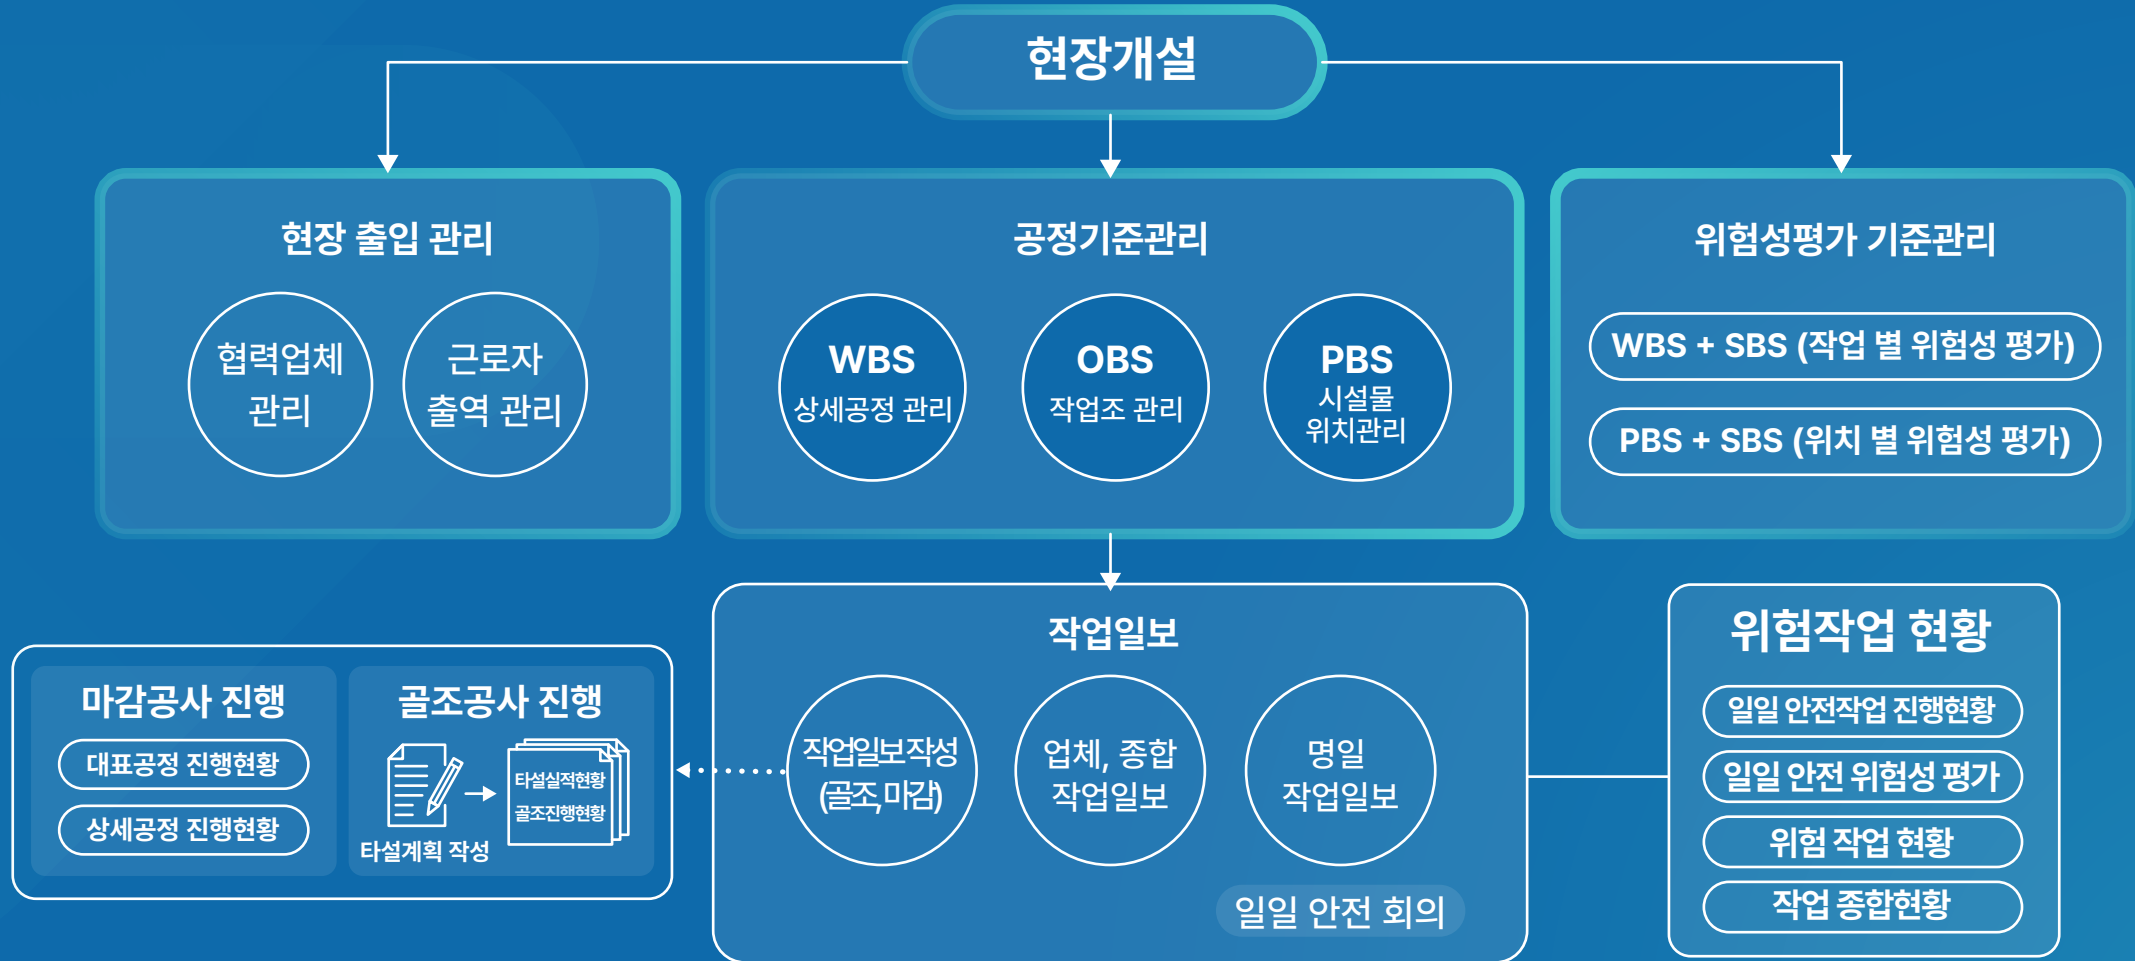 현장개설
현장 출입 관리
협력업체
관리
근로자
출역 관리
공정기준관리
WBS
상세공정 관리
OBS
작업조 관리
PBS
시설물
위치관리
위험성평가 기준관리
WBS + SBS (작업 별 위험성 평가)
PBS + SBS (위치 별 위험성 평가)
마감공사 진행
대표공정 진행현황
상세공정 진행현황
골조공사 진행
타설계획 작성
타설실적현황
골조진행현황
작업일보
작업일보작성
(골조,마감)
업체, 종합
작업일보
명일
작업일보
일일 안전 회의
위험작업 현황
일일 안전작업 진행현황
일일 안전 위험성 평가
위험 작업 현황
작업 종합현황